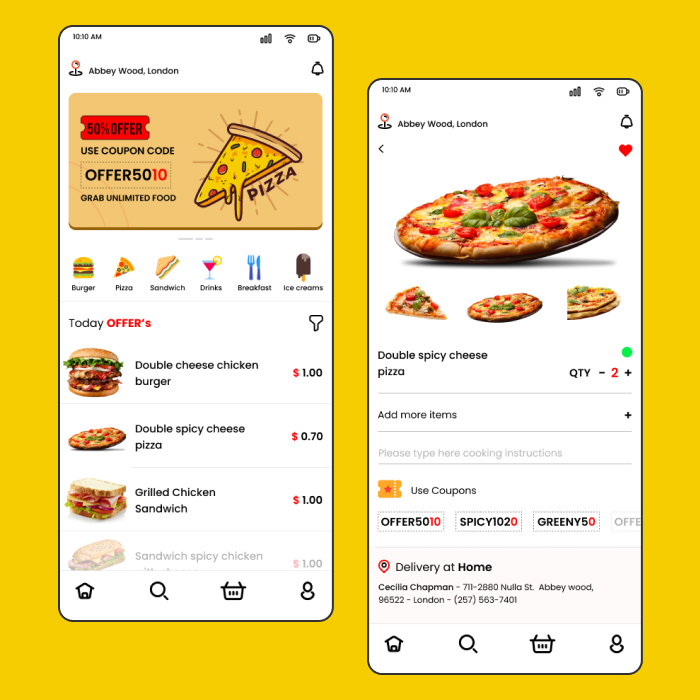 10:10 AM
Abbey Wood, London
50% OFFER
USE COUPON CODE
OFFER5010
GRAB UNLIMITED FOOD
PIZZA
Burger
Pizza
Sandwich
Drinks
Breakfast
Ice creams
Today OFFER's
Double cheese chicken
burger
$ 1.00
Double spicy cheese
pizza
$ 0.70
Grilled Chicken
Sandwich
$ 1.00
Sandwich spicy chicken
$ 1.00
10:10 AM
Abbey Wood, London
Double spicy cheese
pizza
QTY - 2 +
Add more items +
Please type here cooking instructions
Use Coupons
OFFER5010
SPICY1020
GREENY50
OFFE
Delivery at Home
Cecilia Chapman - 711-2880 Nulla St. Abbey wood,
96522 - London - (257) 563-7401